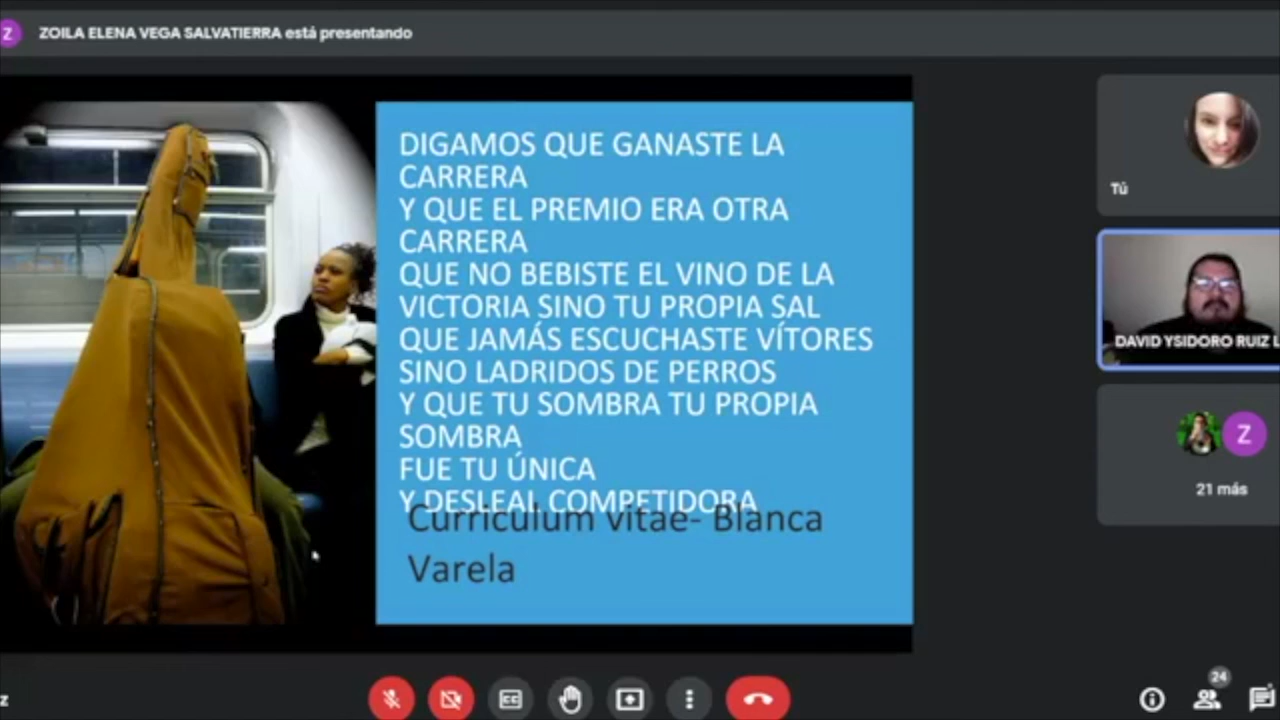 Z
ZOILA ELENA VEGA SALVATIERRA está presentando
DIGAMOS QUE GANASTE LA
CARRERA
Y QUE EL PREMIO ERA OTRA
CARRERA
QUE NO BEBISTE EL VINO DE LA
VICTORIA SINO TU PROPIA SAL
QUE JAMÁS ESCUCHASTE VÍTORES
SINO LADRIDOS DE PERROS
Y QUE TU SOMBRA TU PROPIA
SOMBRA
FUE TU ÚNICA
Y DESLEAL COMPETIDORA
Curriculum vitae- Blanca
Varela
Tú
DAVID YSIDORO RUIZ L
Z
21 más
z
CC
24